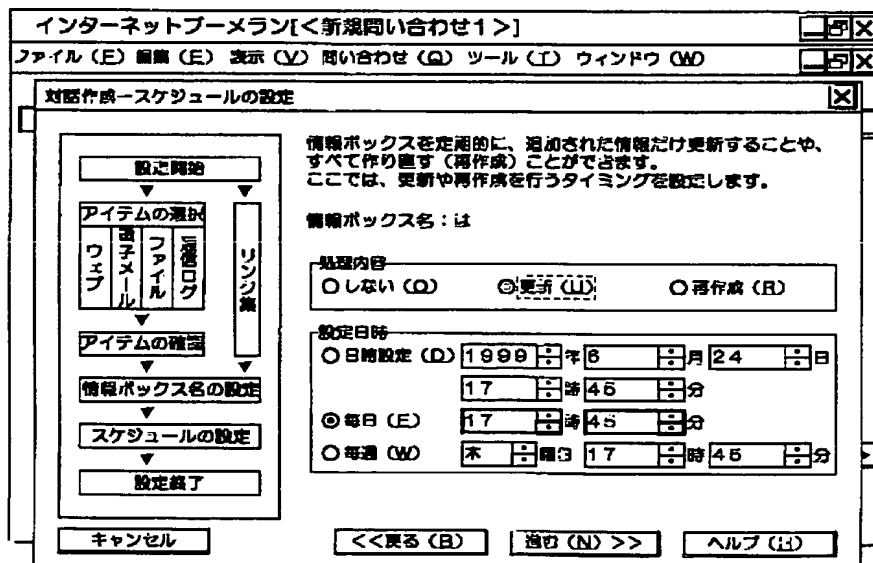 インターネットブーメラン[<新規問い合わせ1>]
ファイル(F) 編集(E) 表示(V) 問い合わせ(Q) ツール(T) ウィンドウ(W)
対話作成ースケジュールの設定
設定開始
アイテムの選択
ウェブ
電子メール
ファイル
通信ログ
リンク集
アイテムの確認
情報ボックス名の設定
スケジュールの設定
設定終了
情報ボックスを定期的に、追加された情報だけ更新することや、
すべて作り直す(再作成)ことができます。
ここでは、更新や再作成を行うタイミングを設定します。
情報ボックス名:は
処理内容
しない(O) 更新(U) 再作成(R)
設定日時
日時設定(D) 1999 年 6 月 24 日
17 時 45 分
毎日(E) 17 時 45 分
毎週(W) 木 曜日 17 時 45 分
キャンセル <<戻る(B) 進む(N)>> ヘルプ(H)